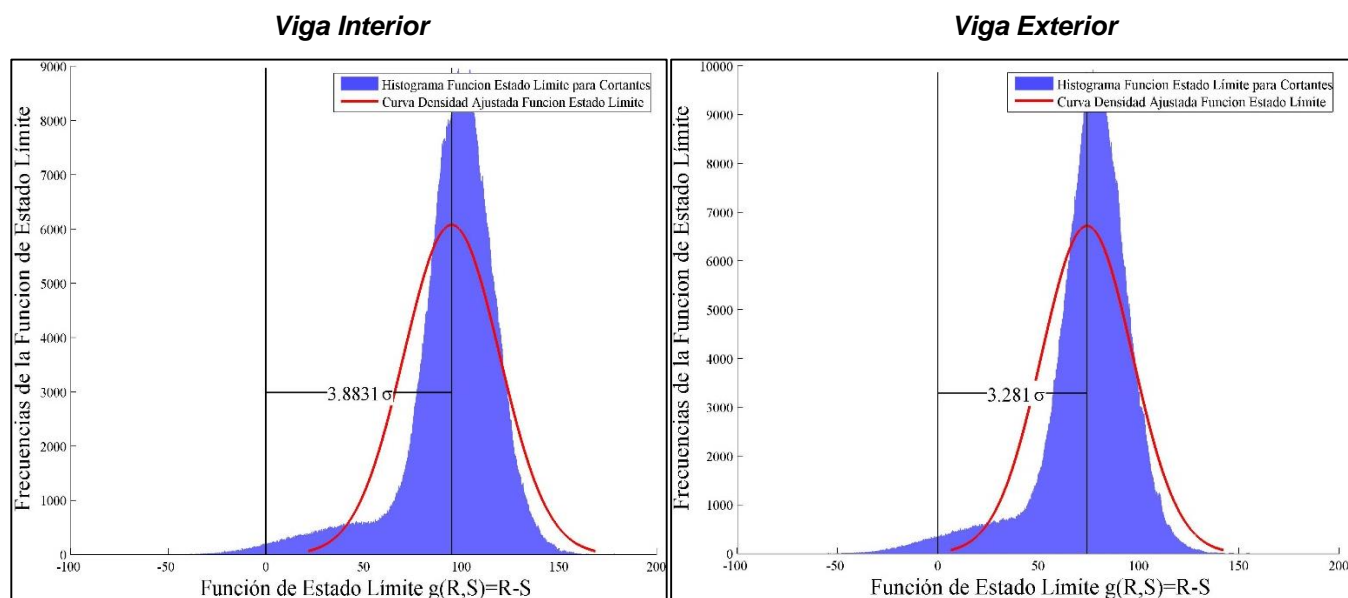 Viga Interior
Viga Exterior
Histograma Funcion Estado Límite para Cortantes
Curva Densidad Ajustada Funcion Estado Límite
Frecuencias de la Funcion de Estado Límite
9000
8000
7000
6000
5000
4000
3000
2000
1000
0
3.8831 σ
-100
-50
0
50
100
150
200
Función de Estado Límite g(R,S)=R-S
Histograma Funcion Estado Límite para Cortantes
Curva Densidad Ajustada Funcion Estado Límite
Frecuencias de la Funcion de Estado Límite
10000
9000
8000
7000
6000
5000
4000
3000
2000
1000
0
3.281 σ
-100
-50
0
50
100
150
200
Función de Estado Límite g(R,S)=R-S